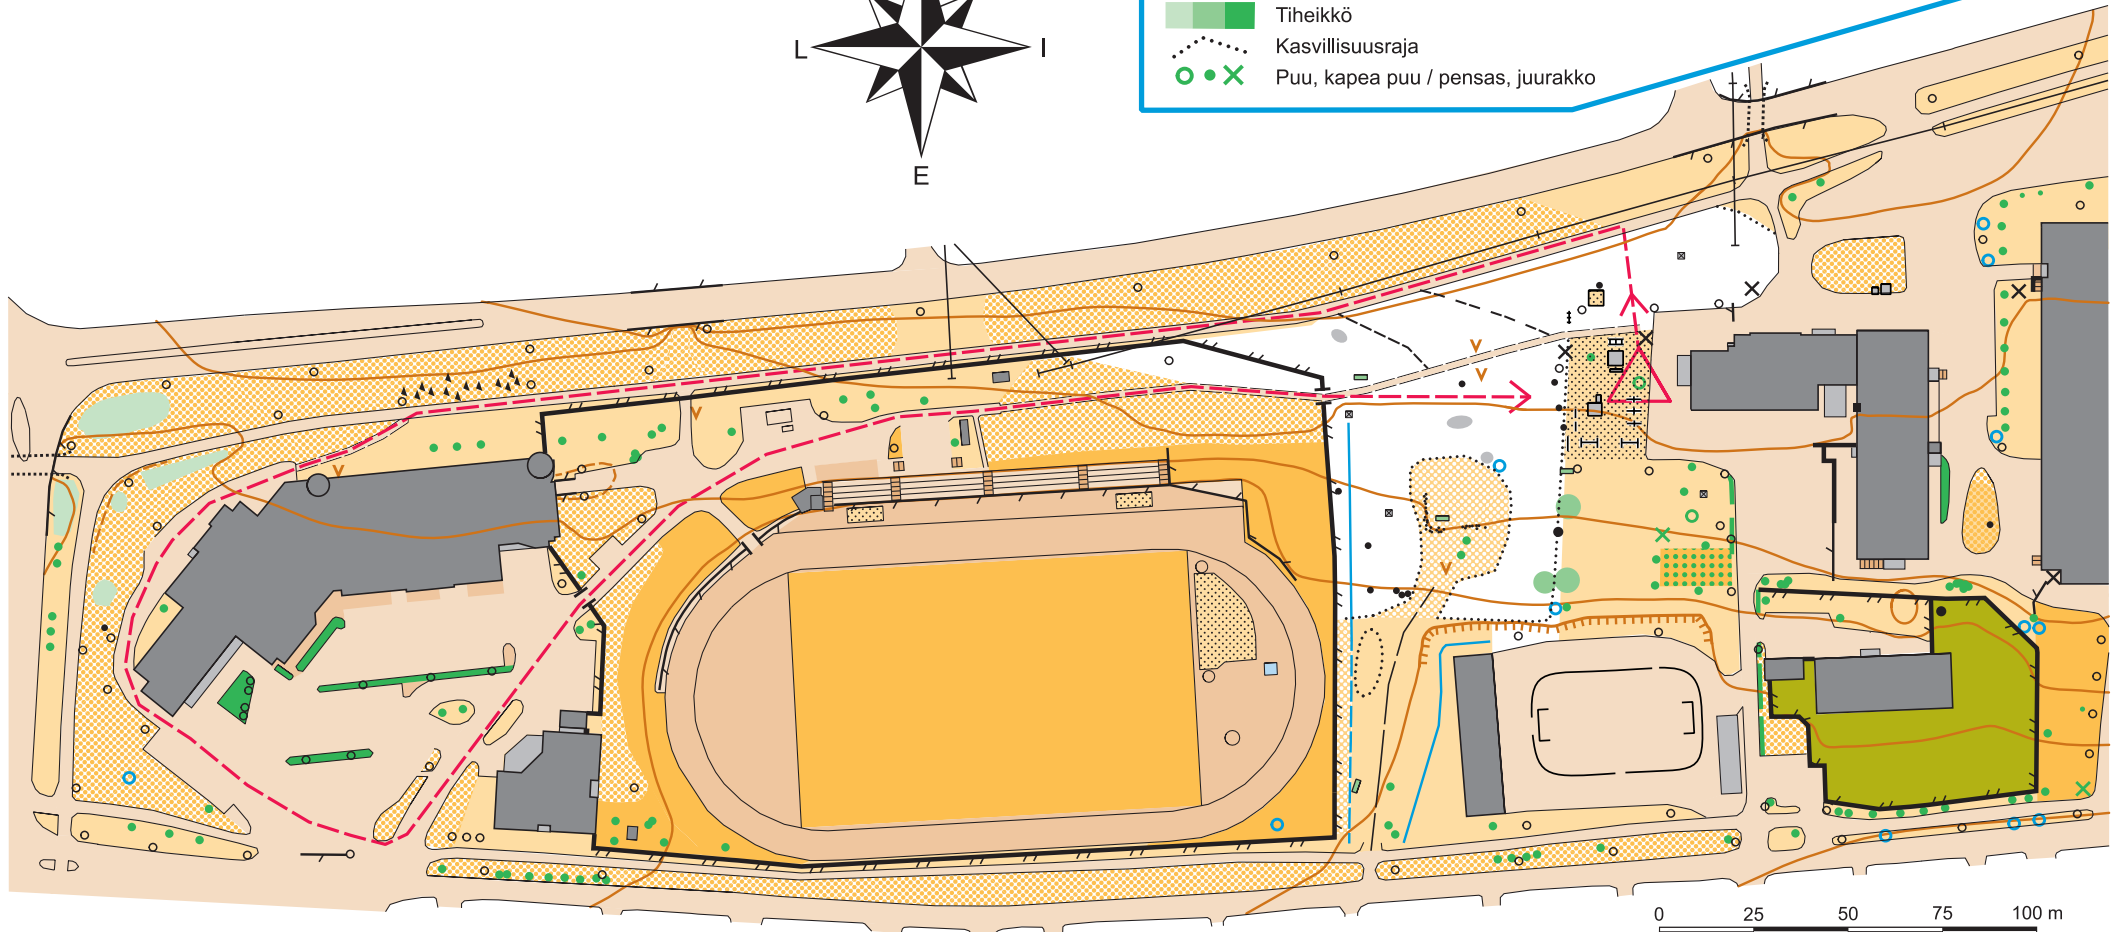 Tiheikkö
Kasvillisuusraja
Puu, kapea puu / pensas, juurakko
L I
E
0 25 50 75 100 m